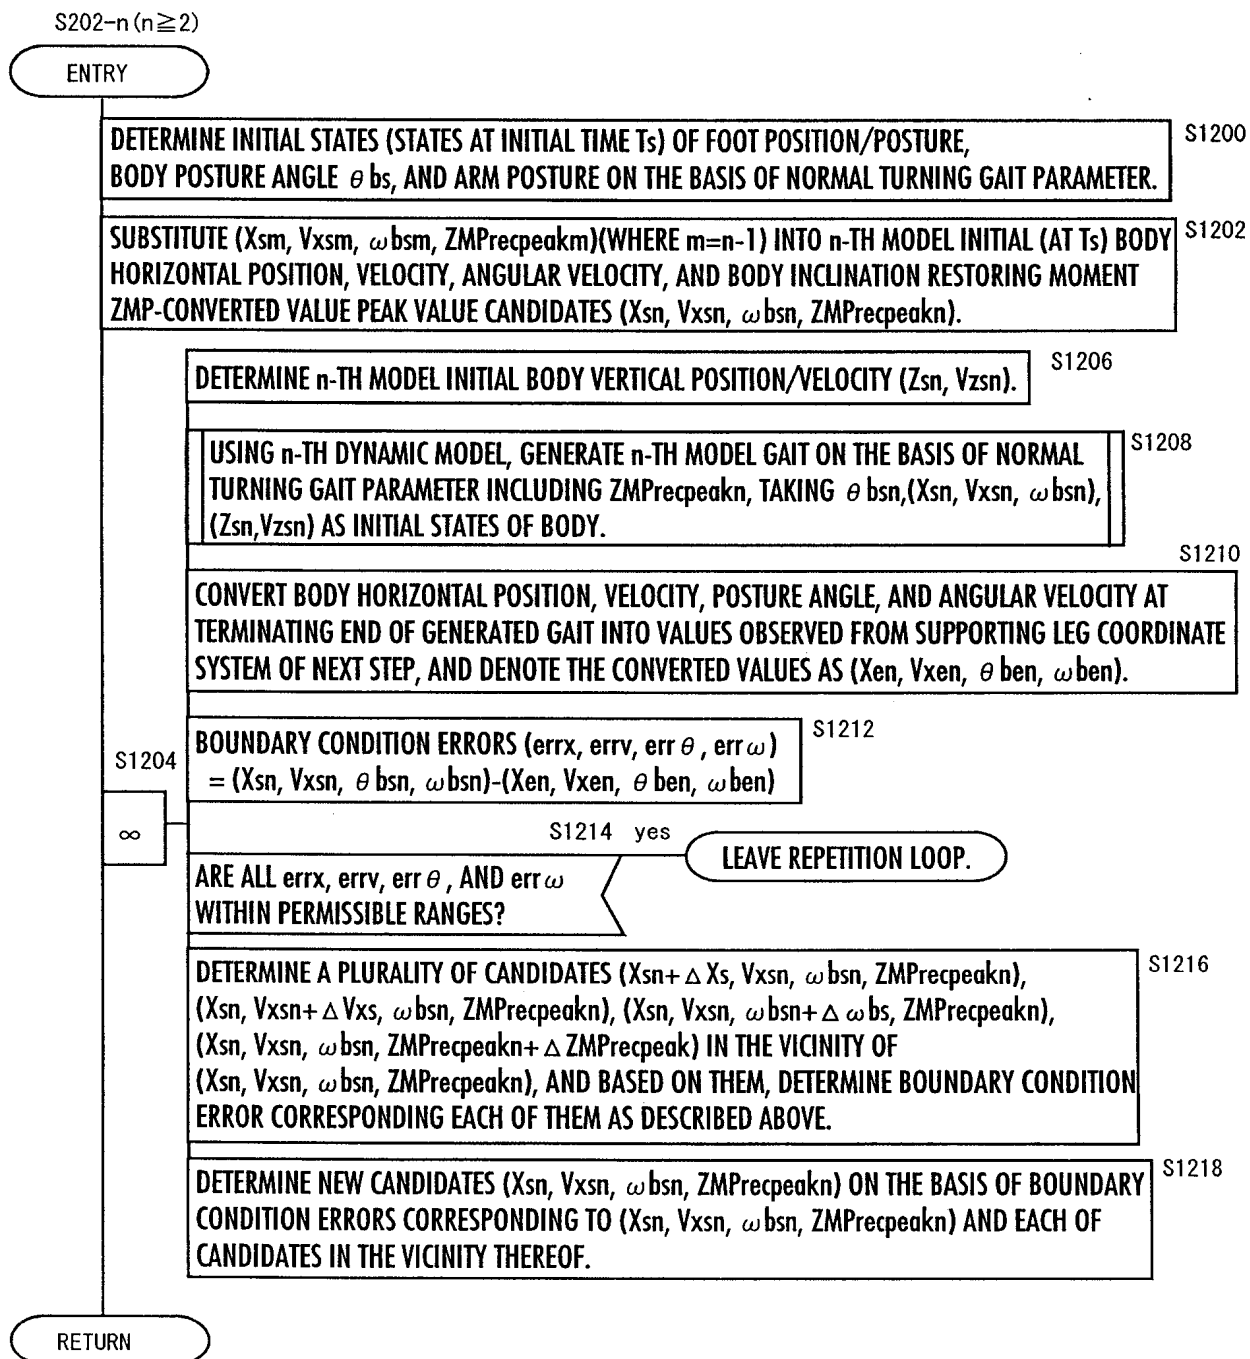 S202-n(n≧2)
ENTRY
DETERMINE INITIAL STATES (STATES AT INITIAL TIME Ts) OF FOOT POSITION/POSTURE,
BODY POSTURE ANGLE θbs, AND ARM POSTURE ON THE BASIS OF NORMAL TURNING GAIT PARAMETER.
S1200
SUBSTITUTE (Xsm, Vxsm, ωbsm, ZMPrecpeakm)(WHERE m=n-1) INTO n-TH MODEL INITIAL (AT Ts) BODY
HORIZONTAL POSITION, VELOCITY, ANGULAR VELOCITY, AND BODY INCLINATION RESTORING MOMENT
ZMP-CONVERTED VALUE PEAK VALUE CANDIDATES (Xsn, Vxsn, ωbsn, ZMPrecpeakn).
S1202
DETERMINE n-TH MODEL INITIAL BODY VERTICAL POSITION/VELOCITY (Zsn, Vzsn).
S1206
USING n-TH DYNAMIC MODEL, GENERATE n-TH MODEL GAIT ON THE BASIS OF NORMAL
TURNING GAIT PARAMETER INCLUDING ZMPrecpeakn, TAKING θbsn,(Xsn, Vxsn, ωbsn),
(Zsn,Vzsn) AS INITIAL STATES OF BODY.
S1208
S1210
CONVERT BODY HORIZONTAL POSITION, VELOCITY, POSTURE ANGLE, AND ANGULAR VELOCITY AT
TERMINATING END OF GENERATED GAIT INTO VALUES OBSERVED FROM SUPPORTING LEG COORDINATE
SYSTEM OF NEXT STEP, AND DENOTE THE CONVERTED VALUES AS (Xen, Vxen, θben, ωben).
S1204
∞
BOUNDARY CONDITION ERRORS (errx, errv, errθ, errω)
= (Xsn, Vxsn, θbsn, ωbsn)-(Xen, Vxen, θben, ωben)
S1212
S1214 yes
LEAVE REPETITION LOOP.
ARE ALL errx, errv, errθ, AND errω
WITHIN PERMISSIBLE RANGES?
DETERMINE A PLURALITY OF CANDIDATES (Xsn+ΔXs, Vxsn, ωbsn, ZMPrecpeakn),
(Xsn, Vxsn+ΔVxs, ωbsn, ZMPrecpeakn), (Xsn, Vxsn, ωbsn+Δωbs, ZMPrecpeakn),
(Xsn, Vxsn, ωbsn, ZMPrecpeakn+ΔZMPrecpeak) IN THE VICINITY OF
(Xsn, Vxsn, ωbsn, ZMPrecpeakn), AND BASED ON THEM, DETERMINE BOUNDARY CONDITION
ERROR CORRESPONDING EACH OF THEM AS DESCRIBED ABOVE.
S1216
DETERMINE NEW CANDIDATES (Xsn, Vxsn, ωbsn, ZMPrecpeakn) ON THE BASIS OF BOUNDARY
CONDITION ERRORS CORRESPONDING TO (Xsn, Vxsn, ωbsn, ZMPrecpeakn) AND EACH OF
CANDIDATES IN THE VICINITY THEREOF.
S1218
RETURN